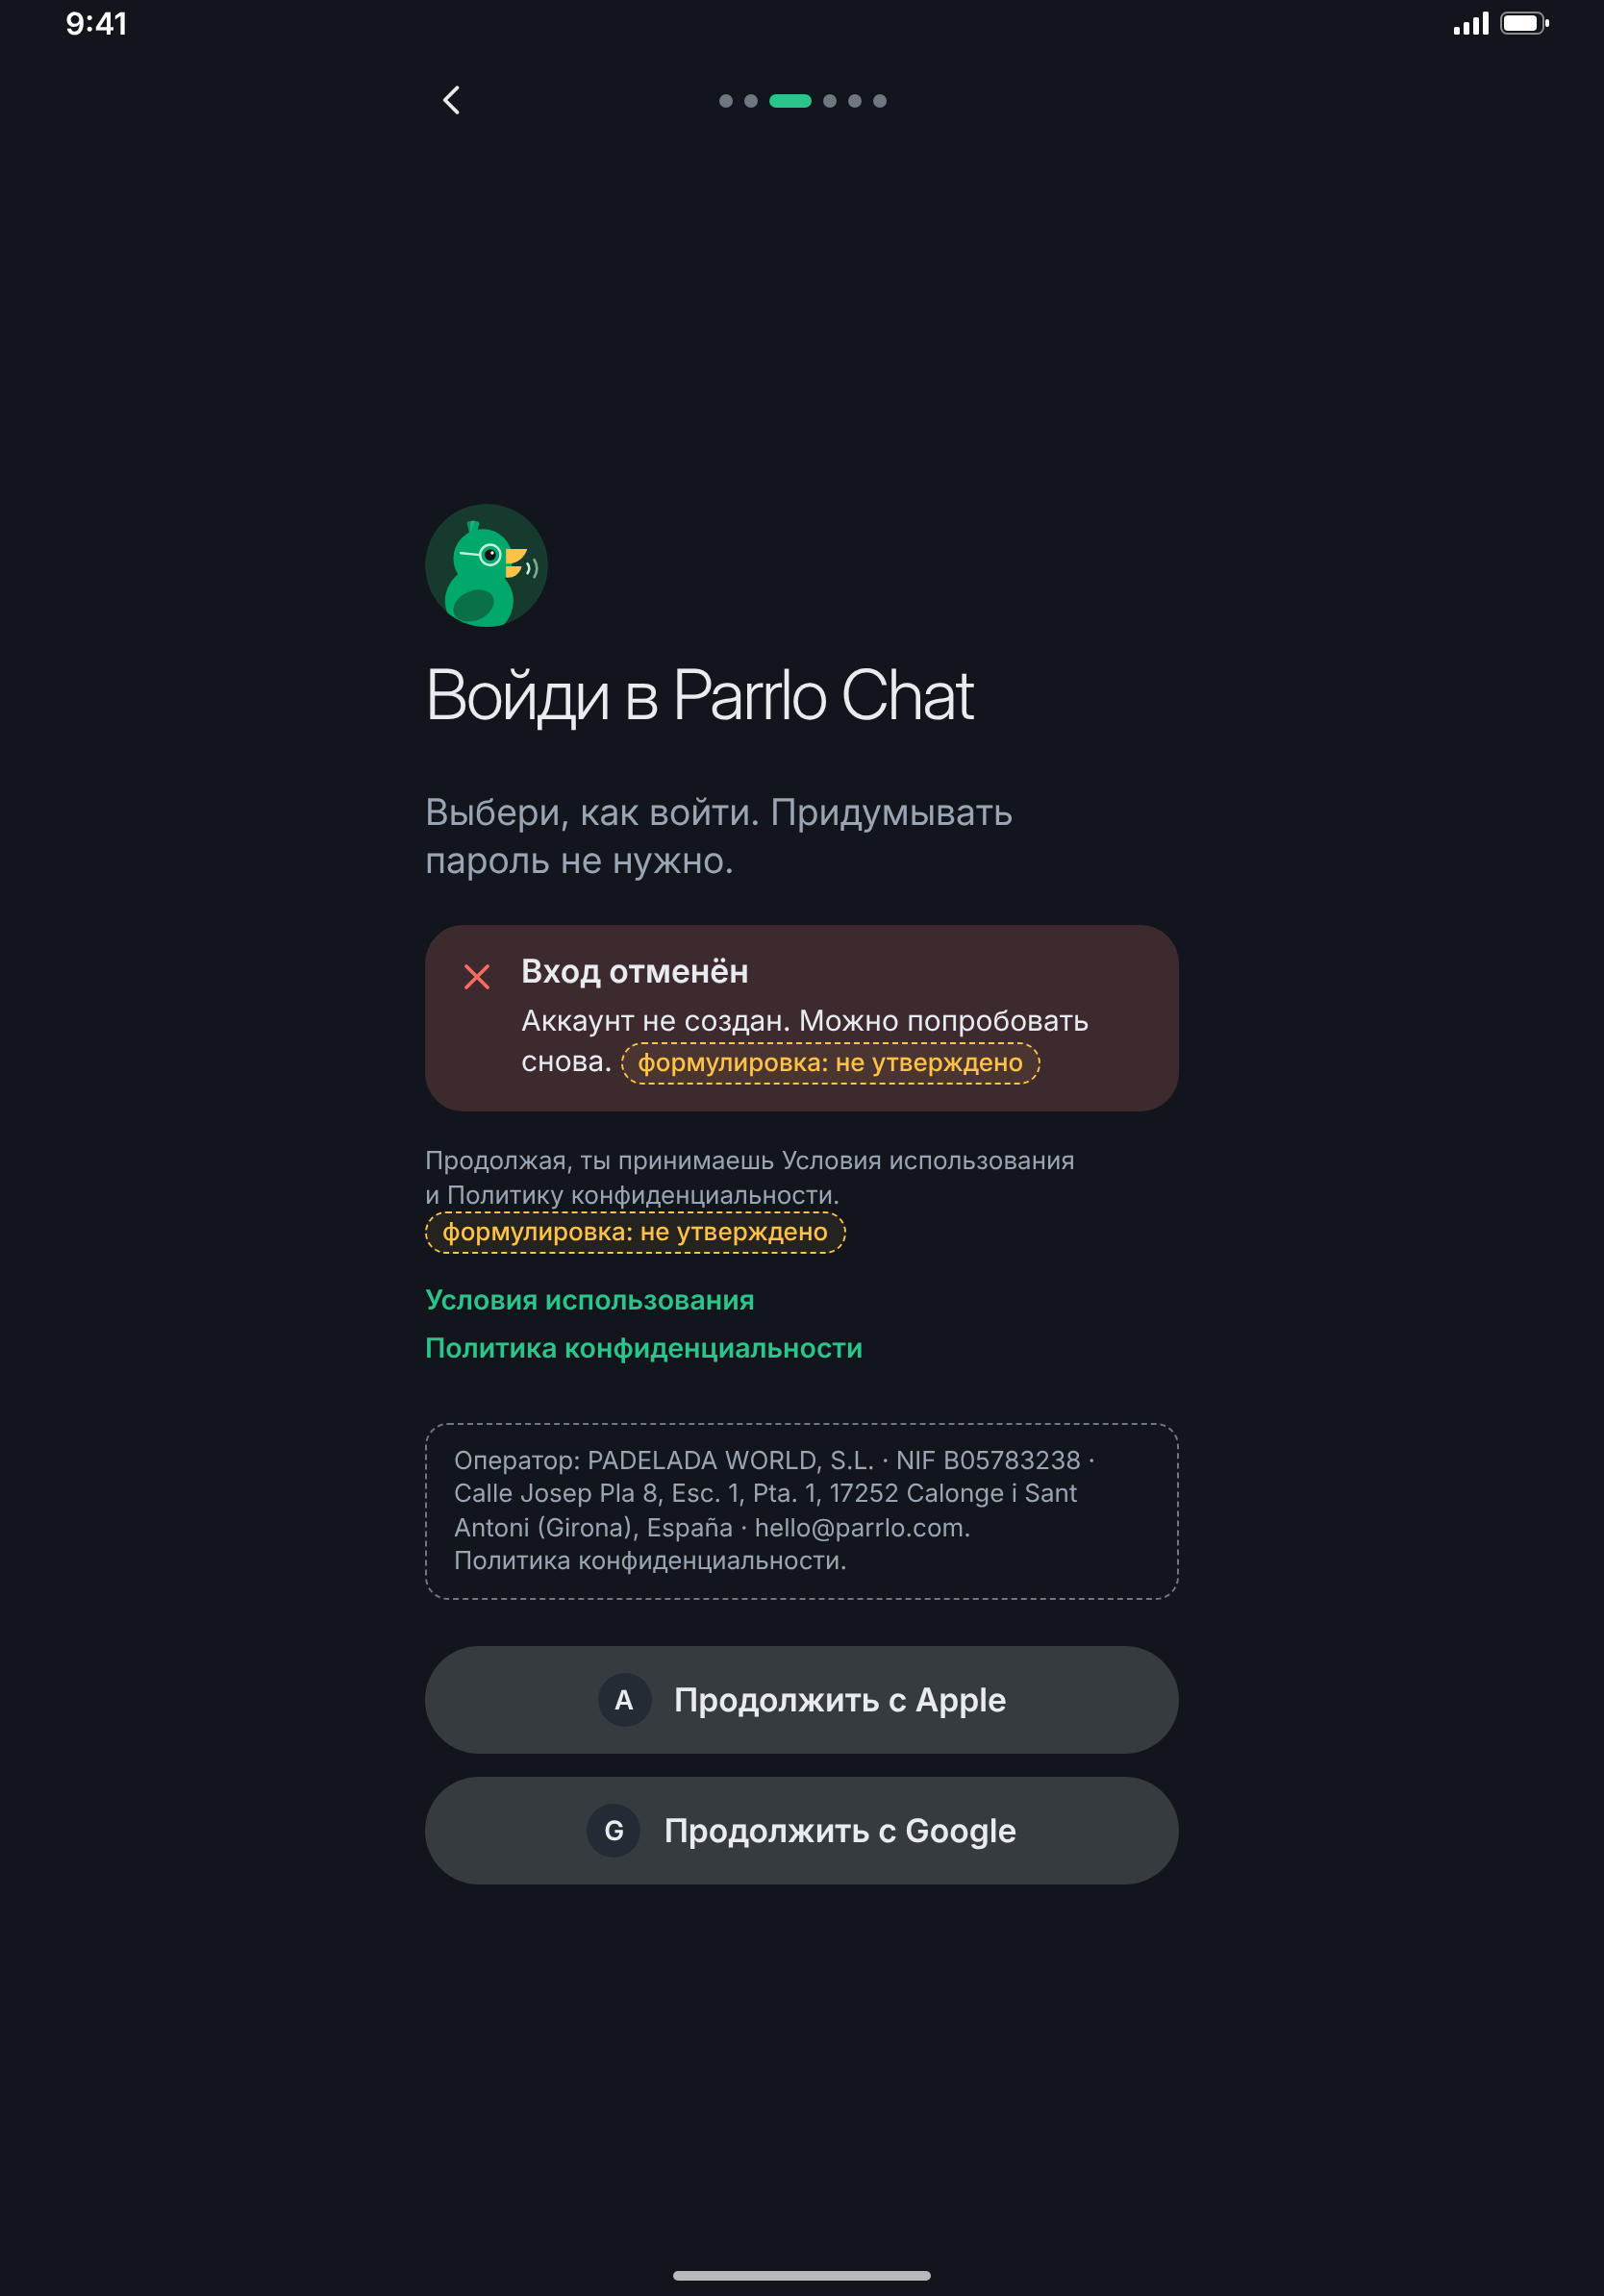 9:41
Войди в Parrlo Chat
Выбери, как войти. Придумывать
пароль не нужно.
Вход отменён
Аккаунт не создан. Можно попробовать
снова. формулировка: не утверждено
Продолжая, ты принимаешь Условия использования
и Политику конфиденциальности.
формулировка: не утверждено
Условия использования
Политика конфиденциальности
Оператор: PADELADA WORLD, S.L. · NIF B05783238 ·
Calle Josep Pla 8, Esc. 1, Pta. 1, 17252 Calonge i Sant
Antoni (Girona), España · hello@parrlo.com.
Политика конфиденциальности.
A Продолжить с Apple
G Продолжить с Google